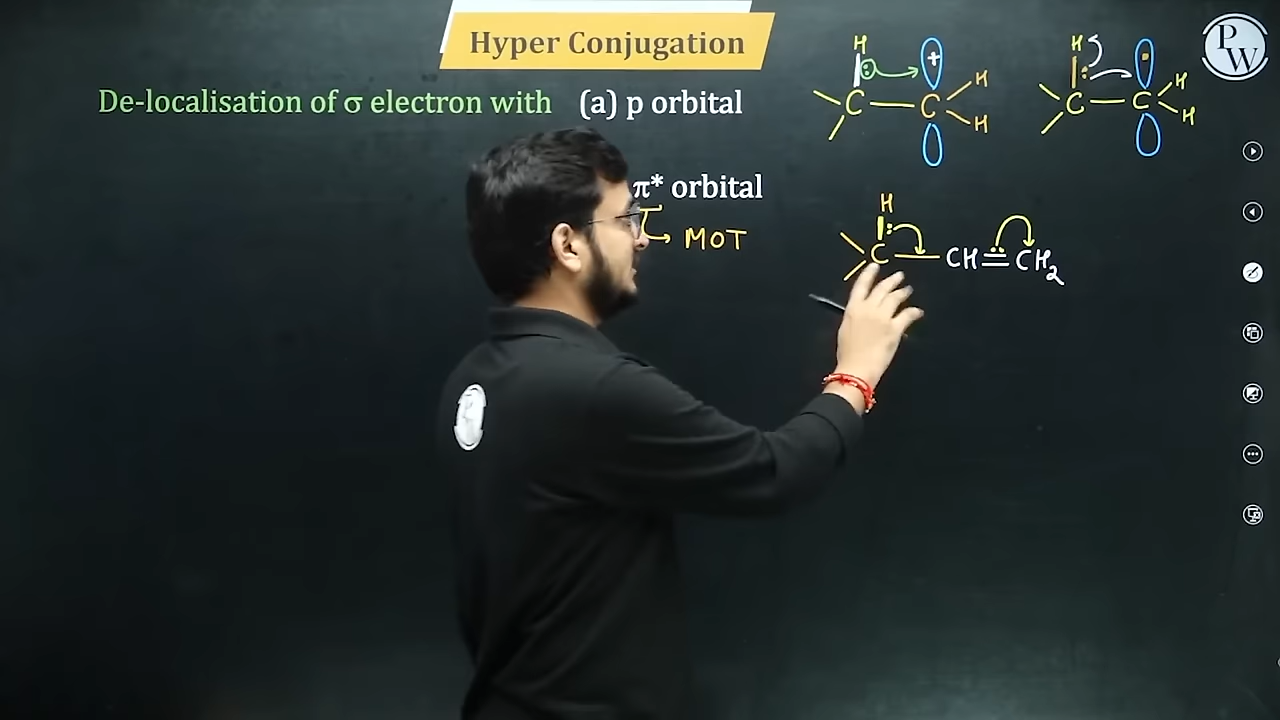 Hyper Conjugation
De-localisation of σ electron with (a) p orbital
π* orbital
MOT
H
C — C
+
H
H
H
C — C
H
H
H
C — CH = CH2
PW